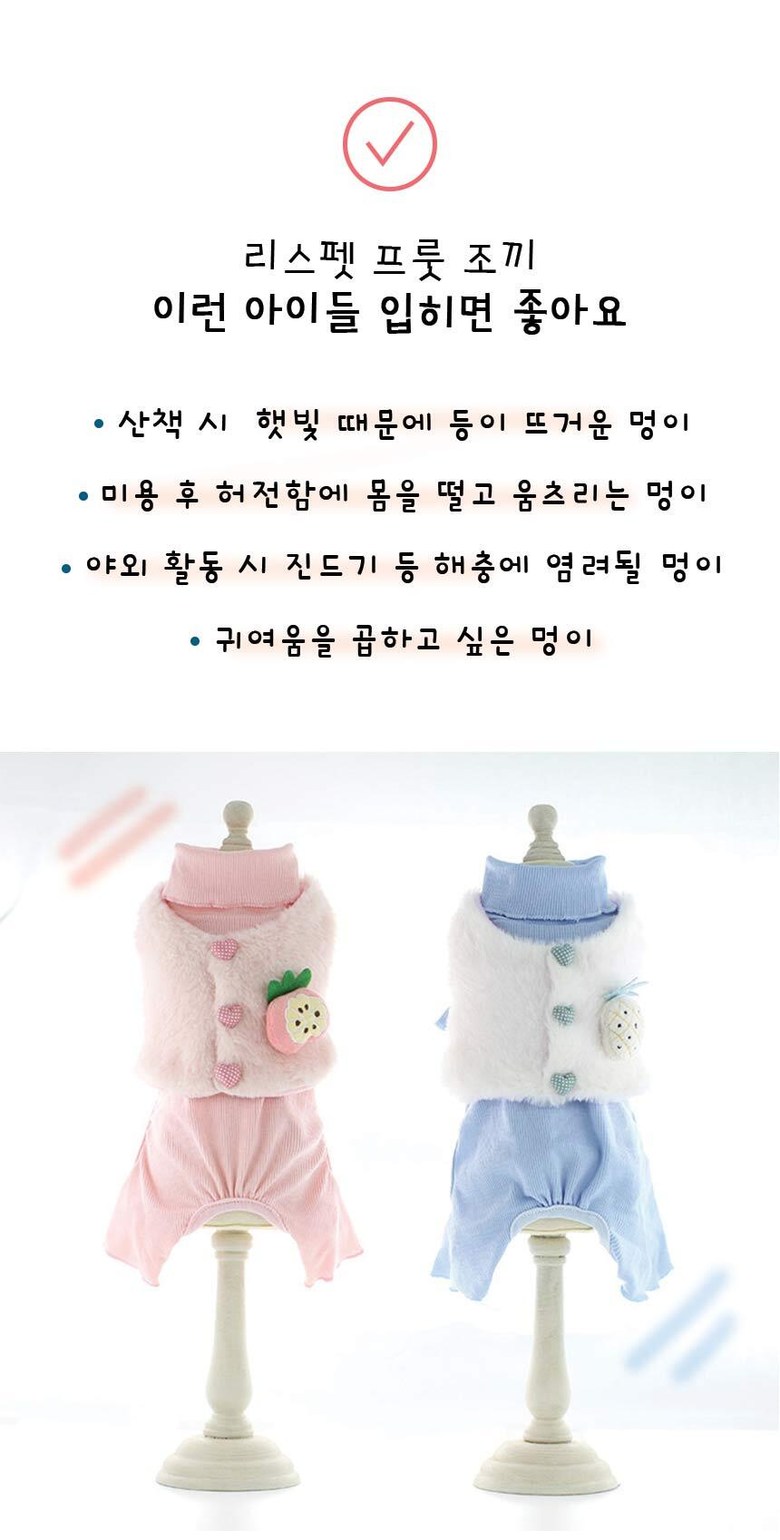 리스펫 프룻 조끼
이런 아이들 입히면 좋아요
• 산책 시 햇빛 때문에 등이 뜨거운 멍이
• 미용 후 허전함에 몸을 떨고 움츠리는 멍이
• 야외 활동 시 진드기 등 해충에 염려될 멍이
• 귀여움을 곱하고 싶은 멍이